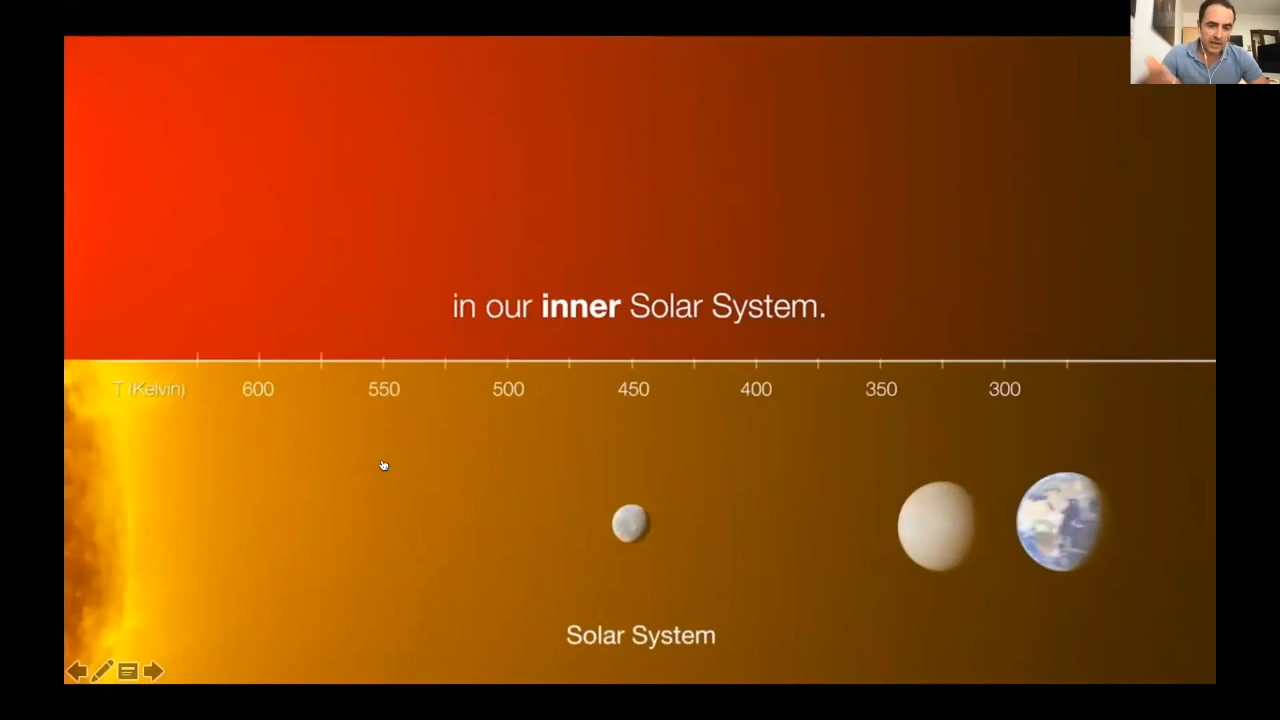 in our inner Solar System.
T (Kelvin) 600 550 500 450 400 350 300
Solar System